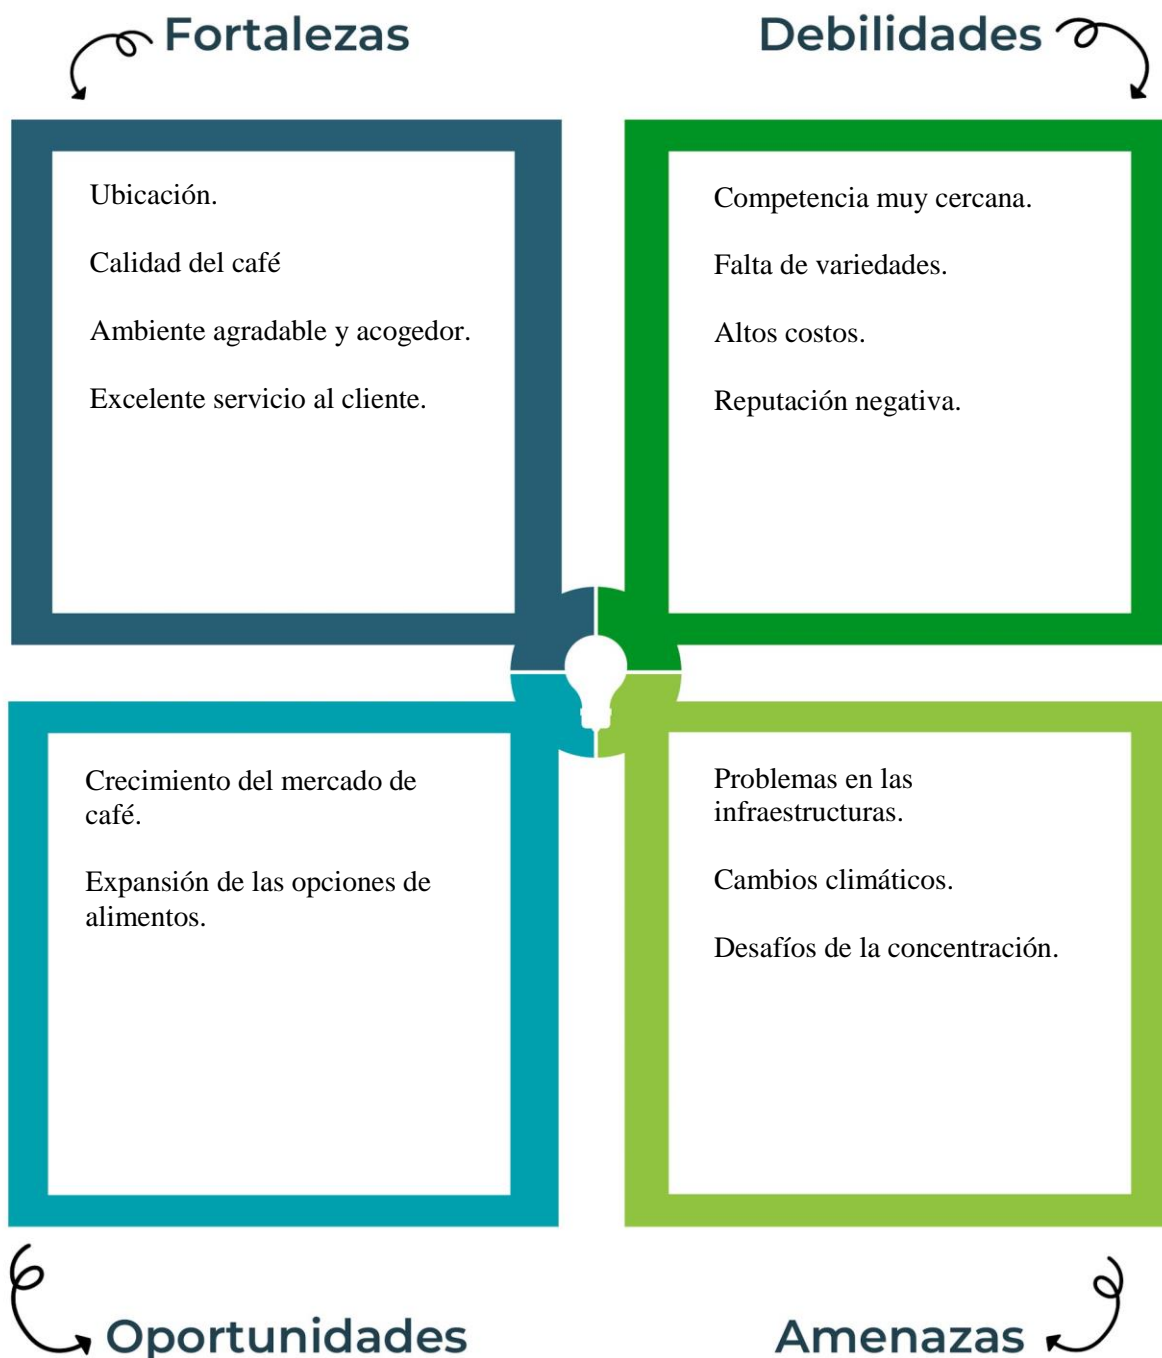 Fortalezas
Ubicación.
Calidad del café
Ambiente agradable y acogedor.
Excelente servicio al cliente.
Debilidades
Competencia muy cercana.
Falta de variedades.
Altos costos.
Reputación negativa.
Crecimiento del mercado de
café.
Expansión de las opciones de
alimentos.
Oportunidades
Problemas en las
infraestructuras.
Cambios climáticos.
Desafíos de la concentración.
Amenazas